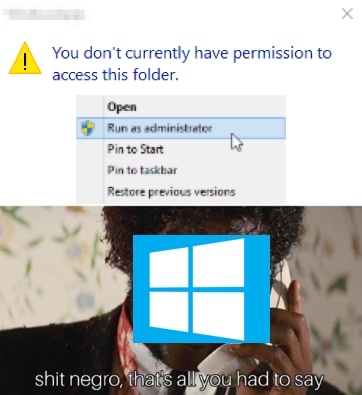 You don't currently have permission to
access this folder.
Open
Run as administrator
Pin to Start
Pin to taskbar
Restore previous versions
shit negro, that's all you had to say